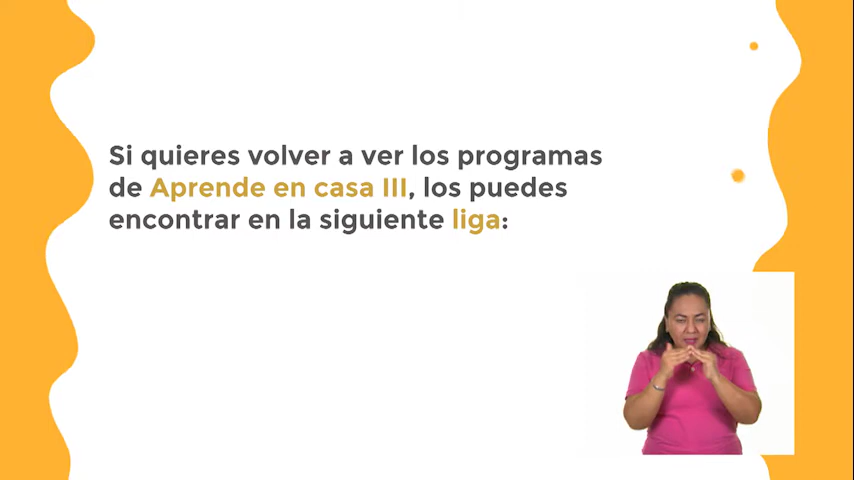 Si quieres volver a ver los programas
de Aprende en casa III, los puedes
encontrar en la siguiente liga: